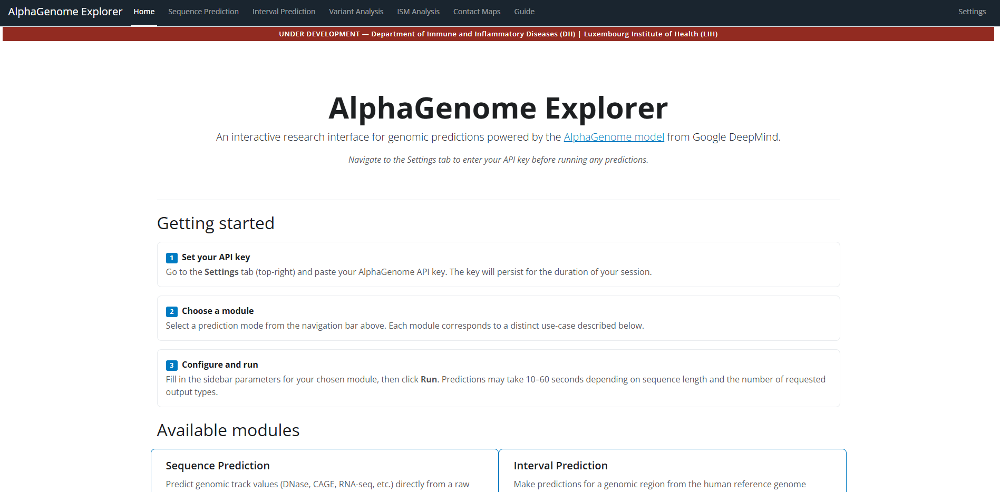 AlphaGenome Explorer Home Sequence Prediction Interval Prediction Variant Analysis ISM Analysis Contact Maps Guide Settings
UNDER DEVELOPMENT — Department of Immune and Inflammatory Diseases (DII) | Luxembourg Institute of Health (LIH)
AlphaGenome Explorer
An interactive research interface for genomic predictions powered by the AlphaGenome model from Google DeepMind.
Navigate to the Settings tab to enter your API key before running any predictions.
Getting started
1 Set your API key
Go to the Settings tab (top-right) and paste your AlphaGenome API key. The key will persist for the duration of your session.
2 Choose a module
Select a prediction mode from the navigation bar above. Each module corresponds to a distinct use-case described below.
3 Configure and run
Fill in the sidebar parameters for your chosen module, then click Run. Predictions may take 10–60 seconds depending on sequence length and the number of requested
output types.
Available modules
Sequence Prediction
Predict genomic track values (DNase, CAGE, RNA-seq, etc.) directly from a raw
Interval Prediction
Make predictions for a genomic region from the human reference genome